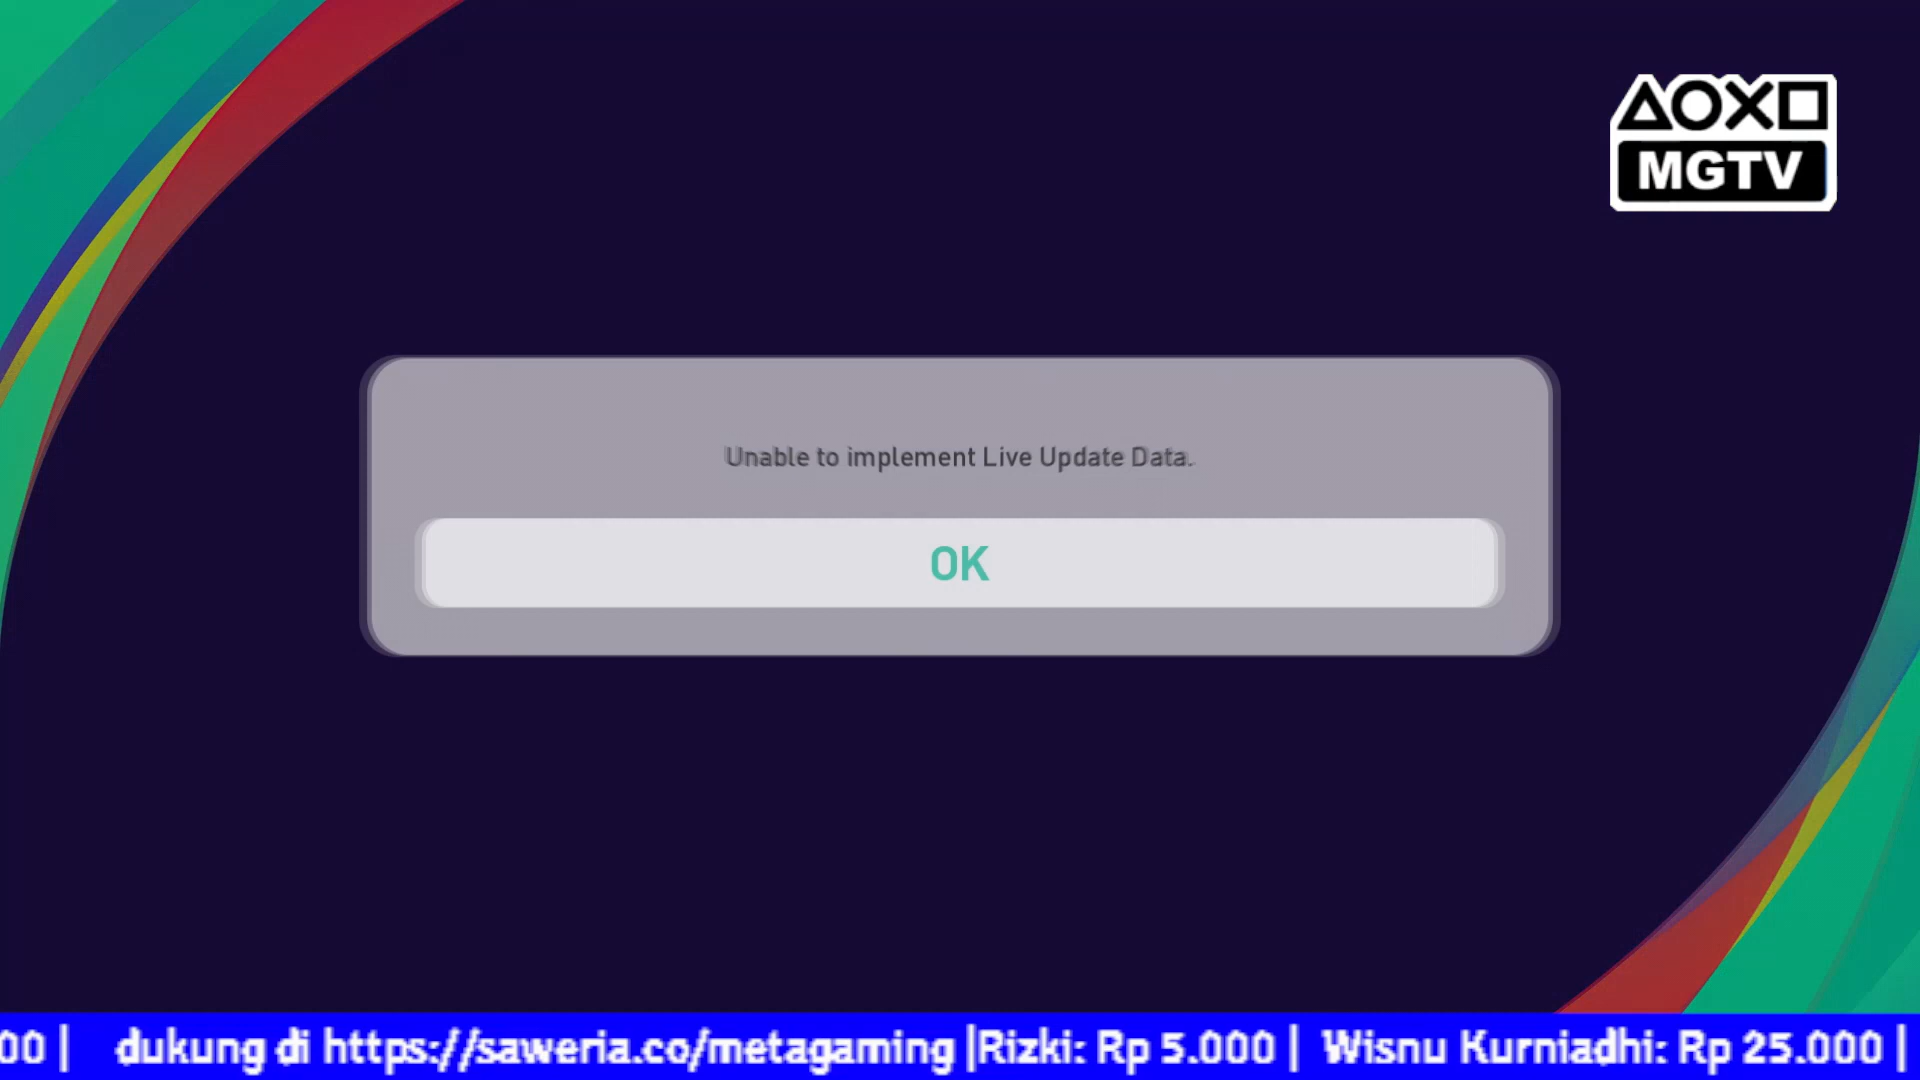 MGTV
Unable to implement Live Update Data.
OK
00 | dukung di https://saweria.co/metagaming |Rizki: Rp 5.000 | Wisnu Kurniadhi: Rp 25.000 |